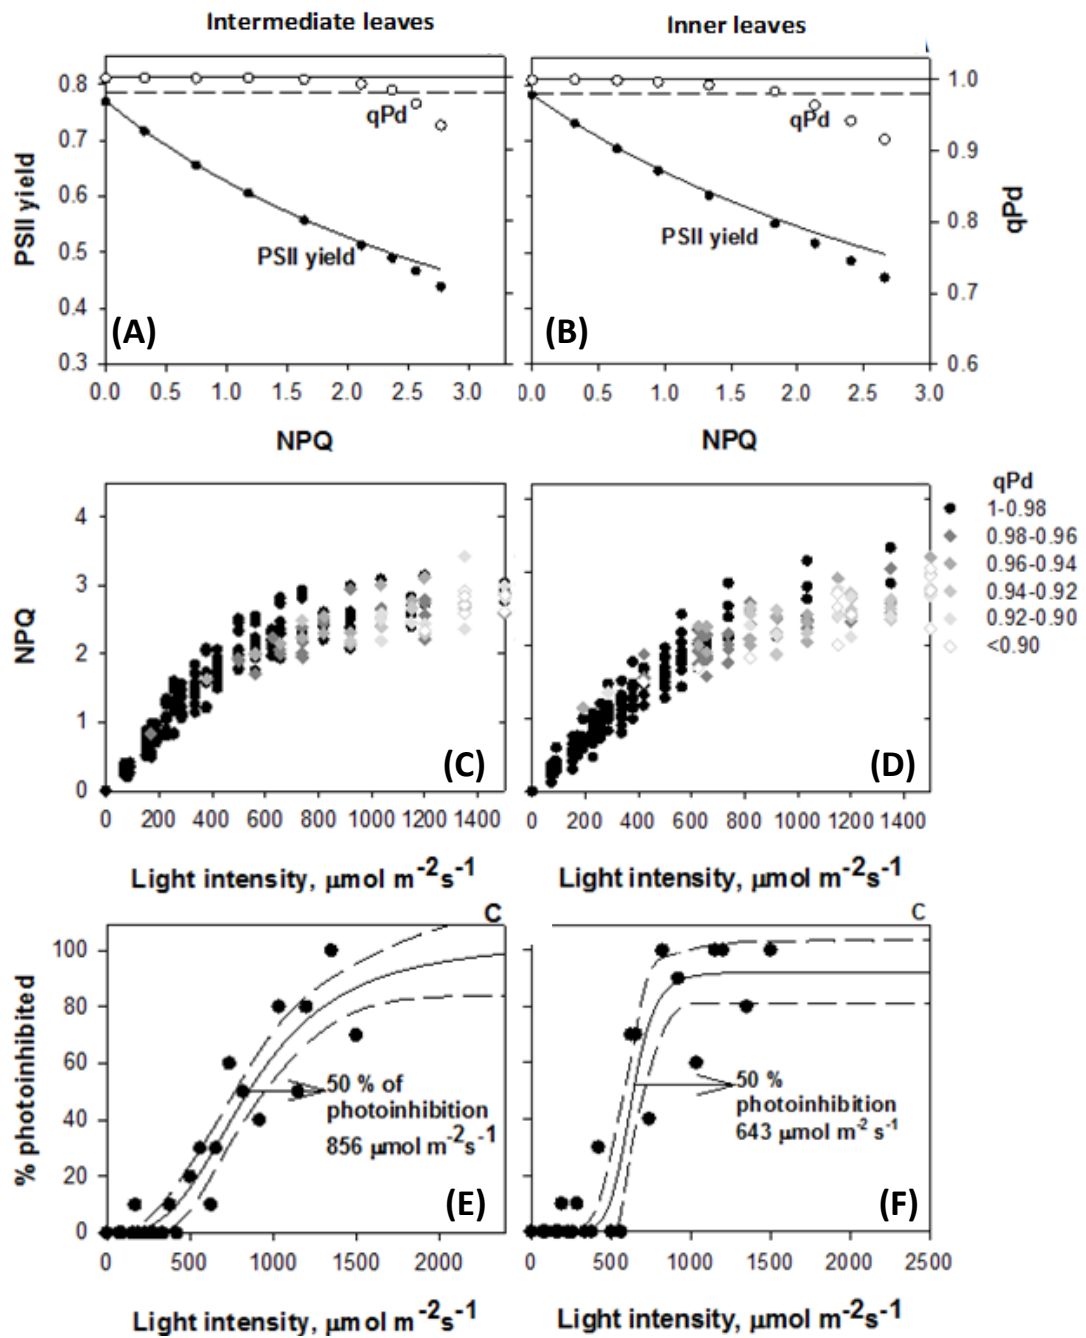 Intermediate leaves
Inner leaves
PSII yield
0.8
0.7
0.6
0.5
0.4
0.3
qPd
PSII yield
(A)
0.0 0.5 1.0 1.5 2.0 2.5 3.0
NPQ
qPd
PSII yield
(B)
1.0
0.9
0.8
0.7
0.6
qPd
0.0 0.5 1.0 1.5 2.0 2.5 3.0
NPQ
NPQ
4
3
2
1
0
(C)
0 200 400 600 800 1000 1200 1400
Light intensity, µmol m⁻²s⁻¹
(D)
0 200 400 600 800 1000 1200 1400
Light intensity, µmol m⁻²s⁻¹
qPd
1-0.98
0.98-0.96
0.96-0.94
0.94-0.92
0.92-0.90
<0.90
C
% photoinhibited
100
80
60
40
20
0
50 % of
photoinhibition
856 µmol m⁻²s⁻¹
(E)
0 500 1000 1500 2000
Light intensity, µmol m⁻²s⁻¹
C
50 %
photoinhibition
643 µmol m⁻² s⁻¹
(F)
0 500 1000 1500 2000 2500
Light intensity, µmol m⁻²s⁻¹